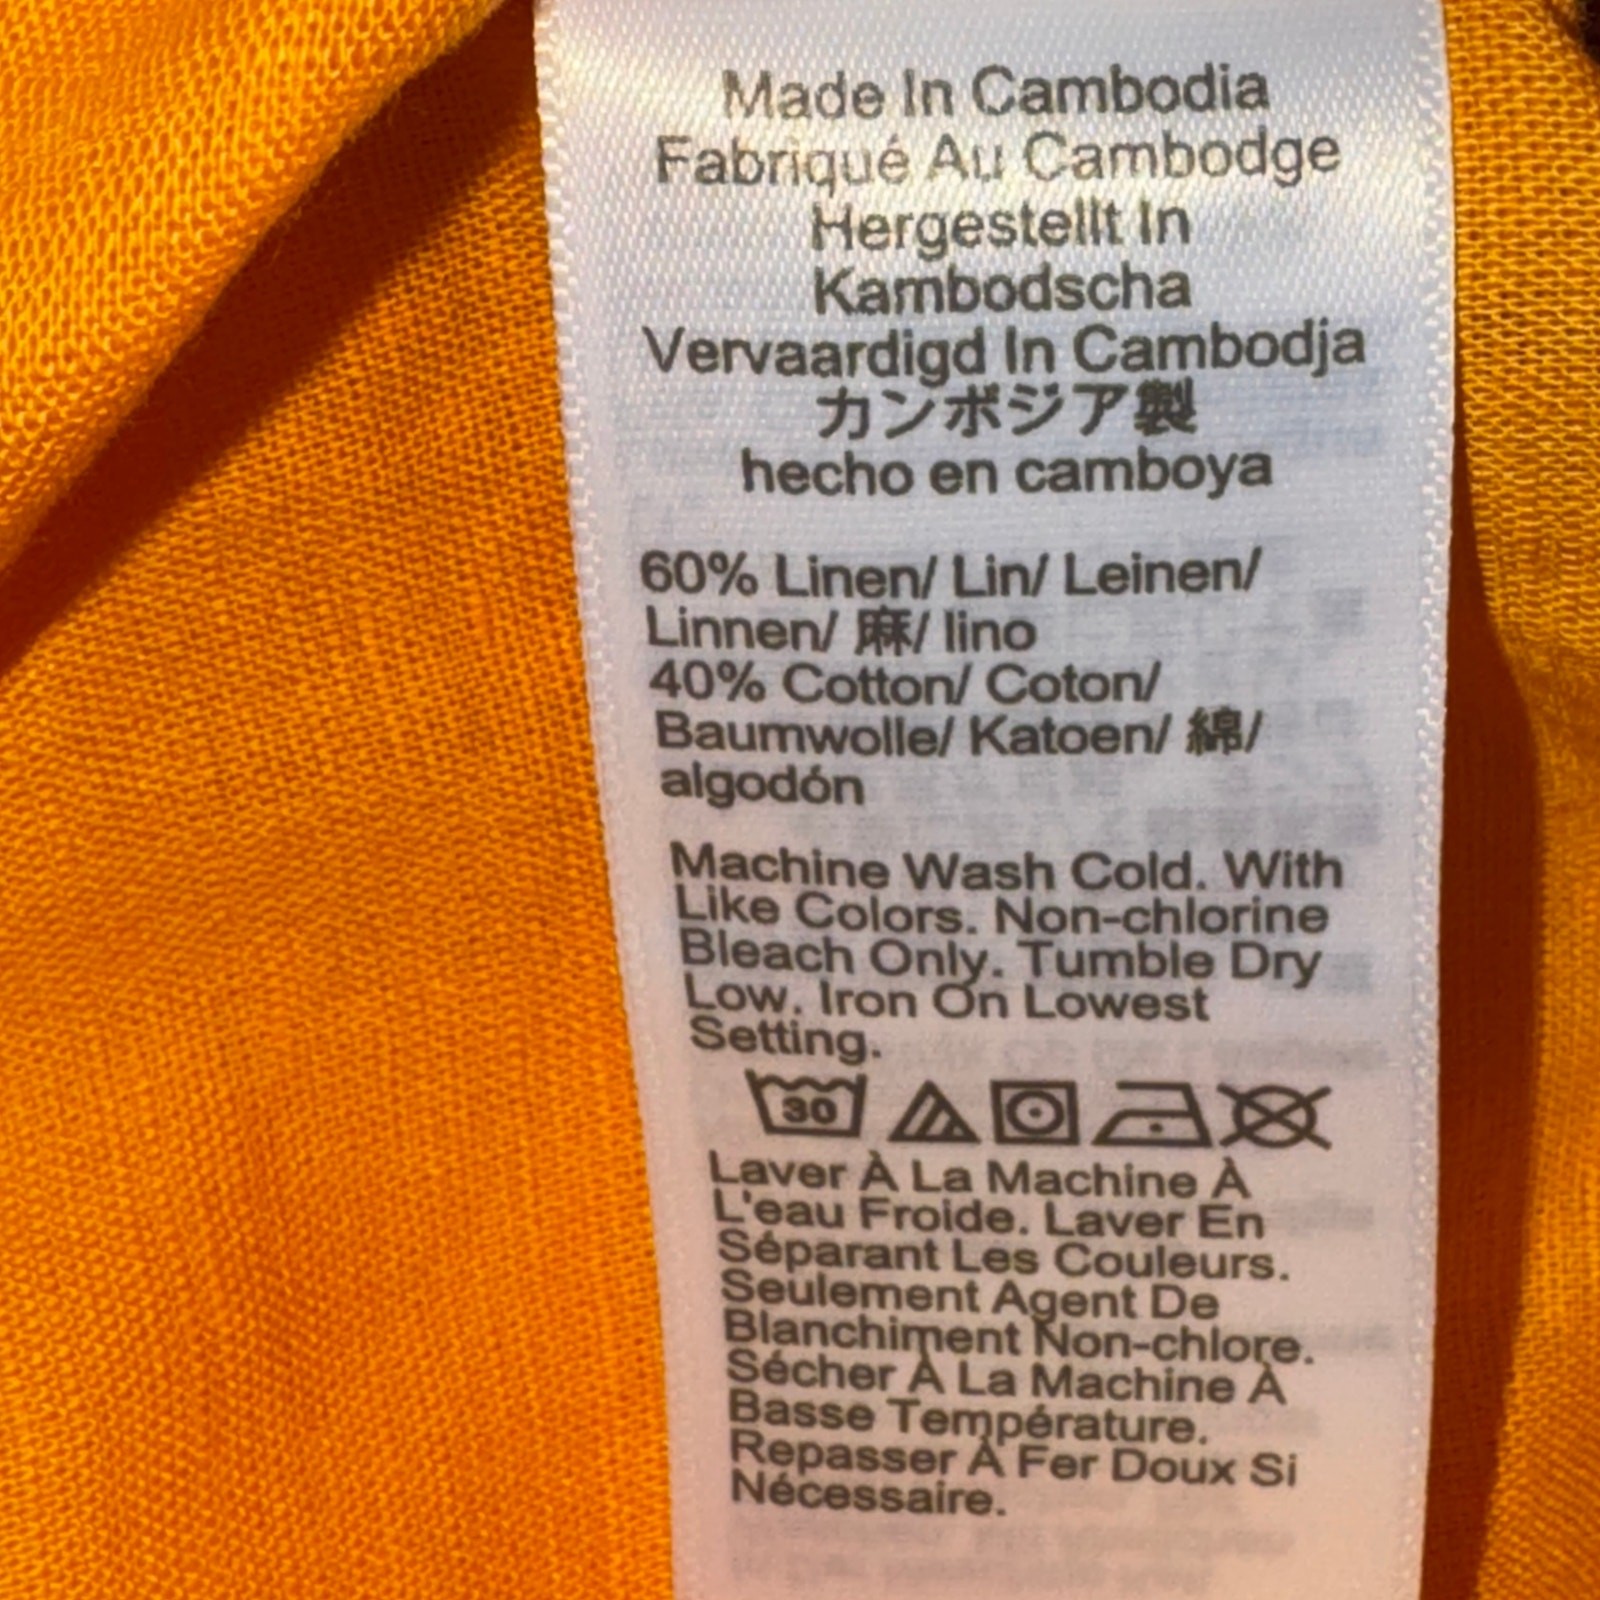 Made In Cambodia
Fabriqué Au Cambodge
Hergestellt In
Kambodscha
Vervaardigd In Cambodja
カンボジア製
hecho en camboya
60% Linen/ Lin/ Leinen/
Linnen/ 麻/ lino
40% Cotton/ Coton/
Baumwolle/ Katoen/ 綿/
algodón
Machine Wash Cold. With
Like Colors. Non-chlorine
Bleach Only. Tumble Dry
Low. Iron On Lowest
Setting.
30
Laver À La Machine À
L'eau Froide. Laver En
Séparant Les Couleurs.
Seulement Agent De
Blanchiment Non-chlore.
Sécher À La Machine À
Basse Température.
Repasser À Fer Doux Si
Nécessaire.